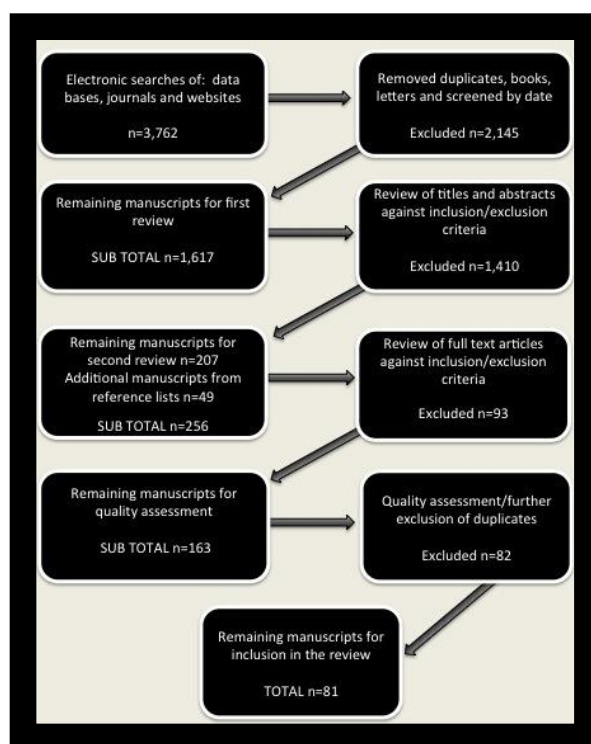 Electronic searches of:  data
bases, journals and websites
n=3,762
Removed duplicates, books,
letters and screened by date
Excluded n=2,145
Remaining manuscripts for first
review
SUB TOTAL n=1,617
Review of titles and abstracts
against inclusion/exclusion
criteria
Excluded n=1,410
Remaining manuscripts for
second review n=207
Additional manuscripts from
reference lists n=49
SUB TOTAL n=256
Review of full text articles
against inclusion/exclusion
criteria
Excluded n=93
Remaining manuscripts for
quality assessment
SUB TOTAL n=163
Quality assessment/further
exclusion of duplicates
Excluded n=82
Remaining manuscripts for
inclusion in the review
TOTAL n=81